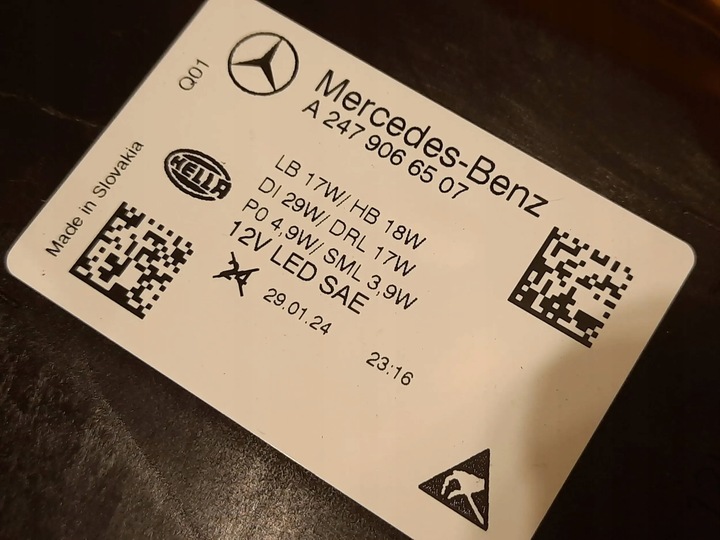 Q01
Mercedes-Benz
A 247 906 65 07
Made in Slovakia
HELLA
LB 17W/ HB 18W
DI 29W/ DRL 17W
P0 4,9W/ SML 3,9W
12V LED SAE
24
29.01.24
23:16